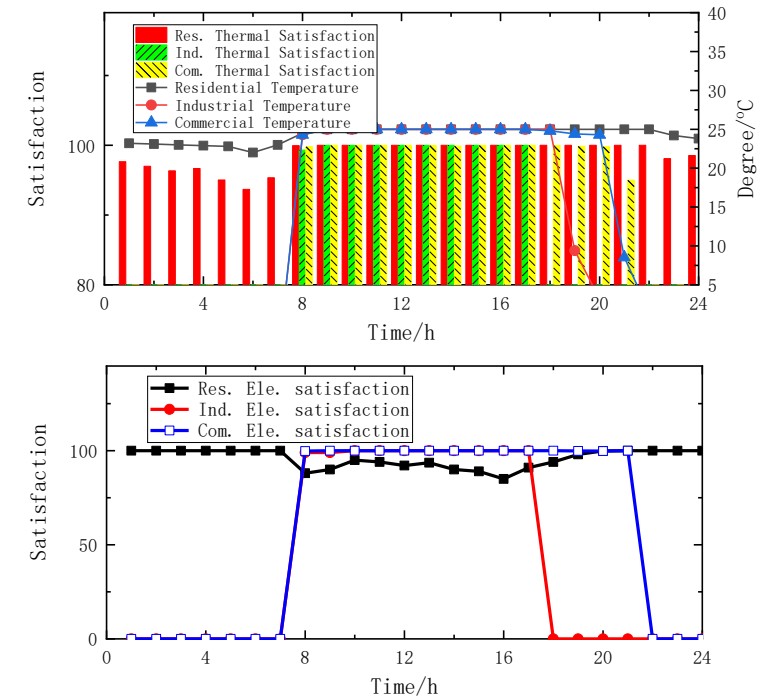 Satisfaction
100
80
Res. Thermal Satisfaction
Ind. Thermal Satisfaction
Com. Thermal Satisfaction
Residential Temperature
Industrial Temperature
Commercial Temperature
40
35
30
25
20
15
10
5
Degree/°C
0 4 8 12 16 20 24
Time/h
Satisfaction
100
50
0
Res. Ele. satisfaction
Ind. Ele. satisfaction
Com. Ele. satisfaction
0 4 8 12 16 20 24
Time/h